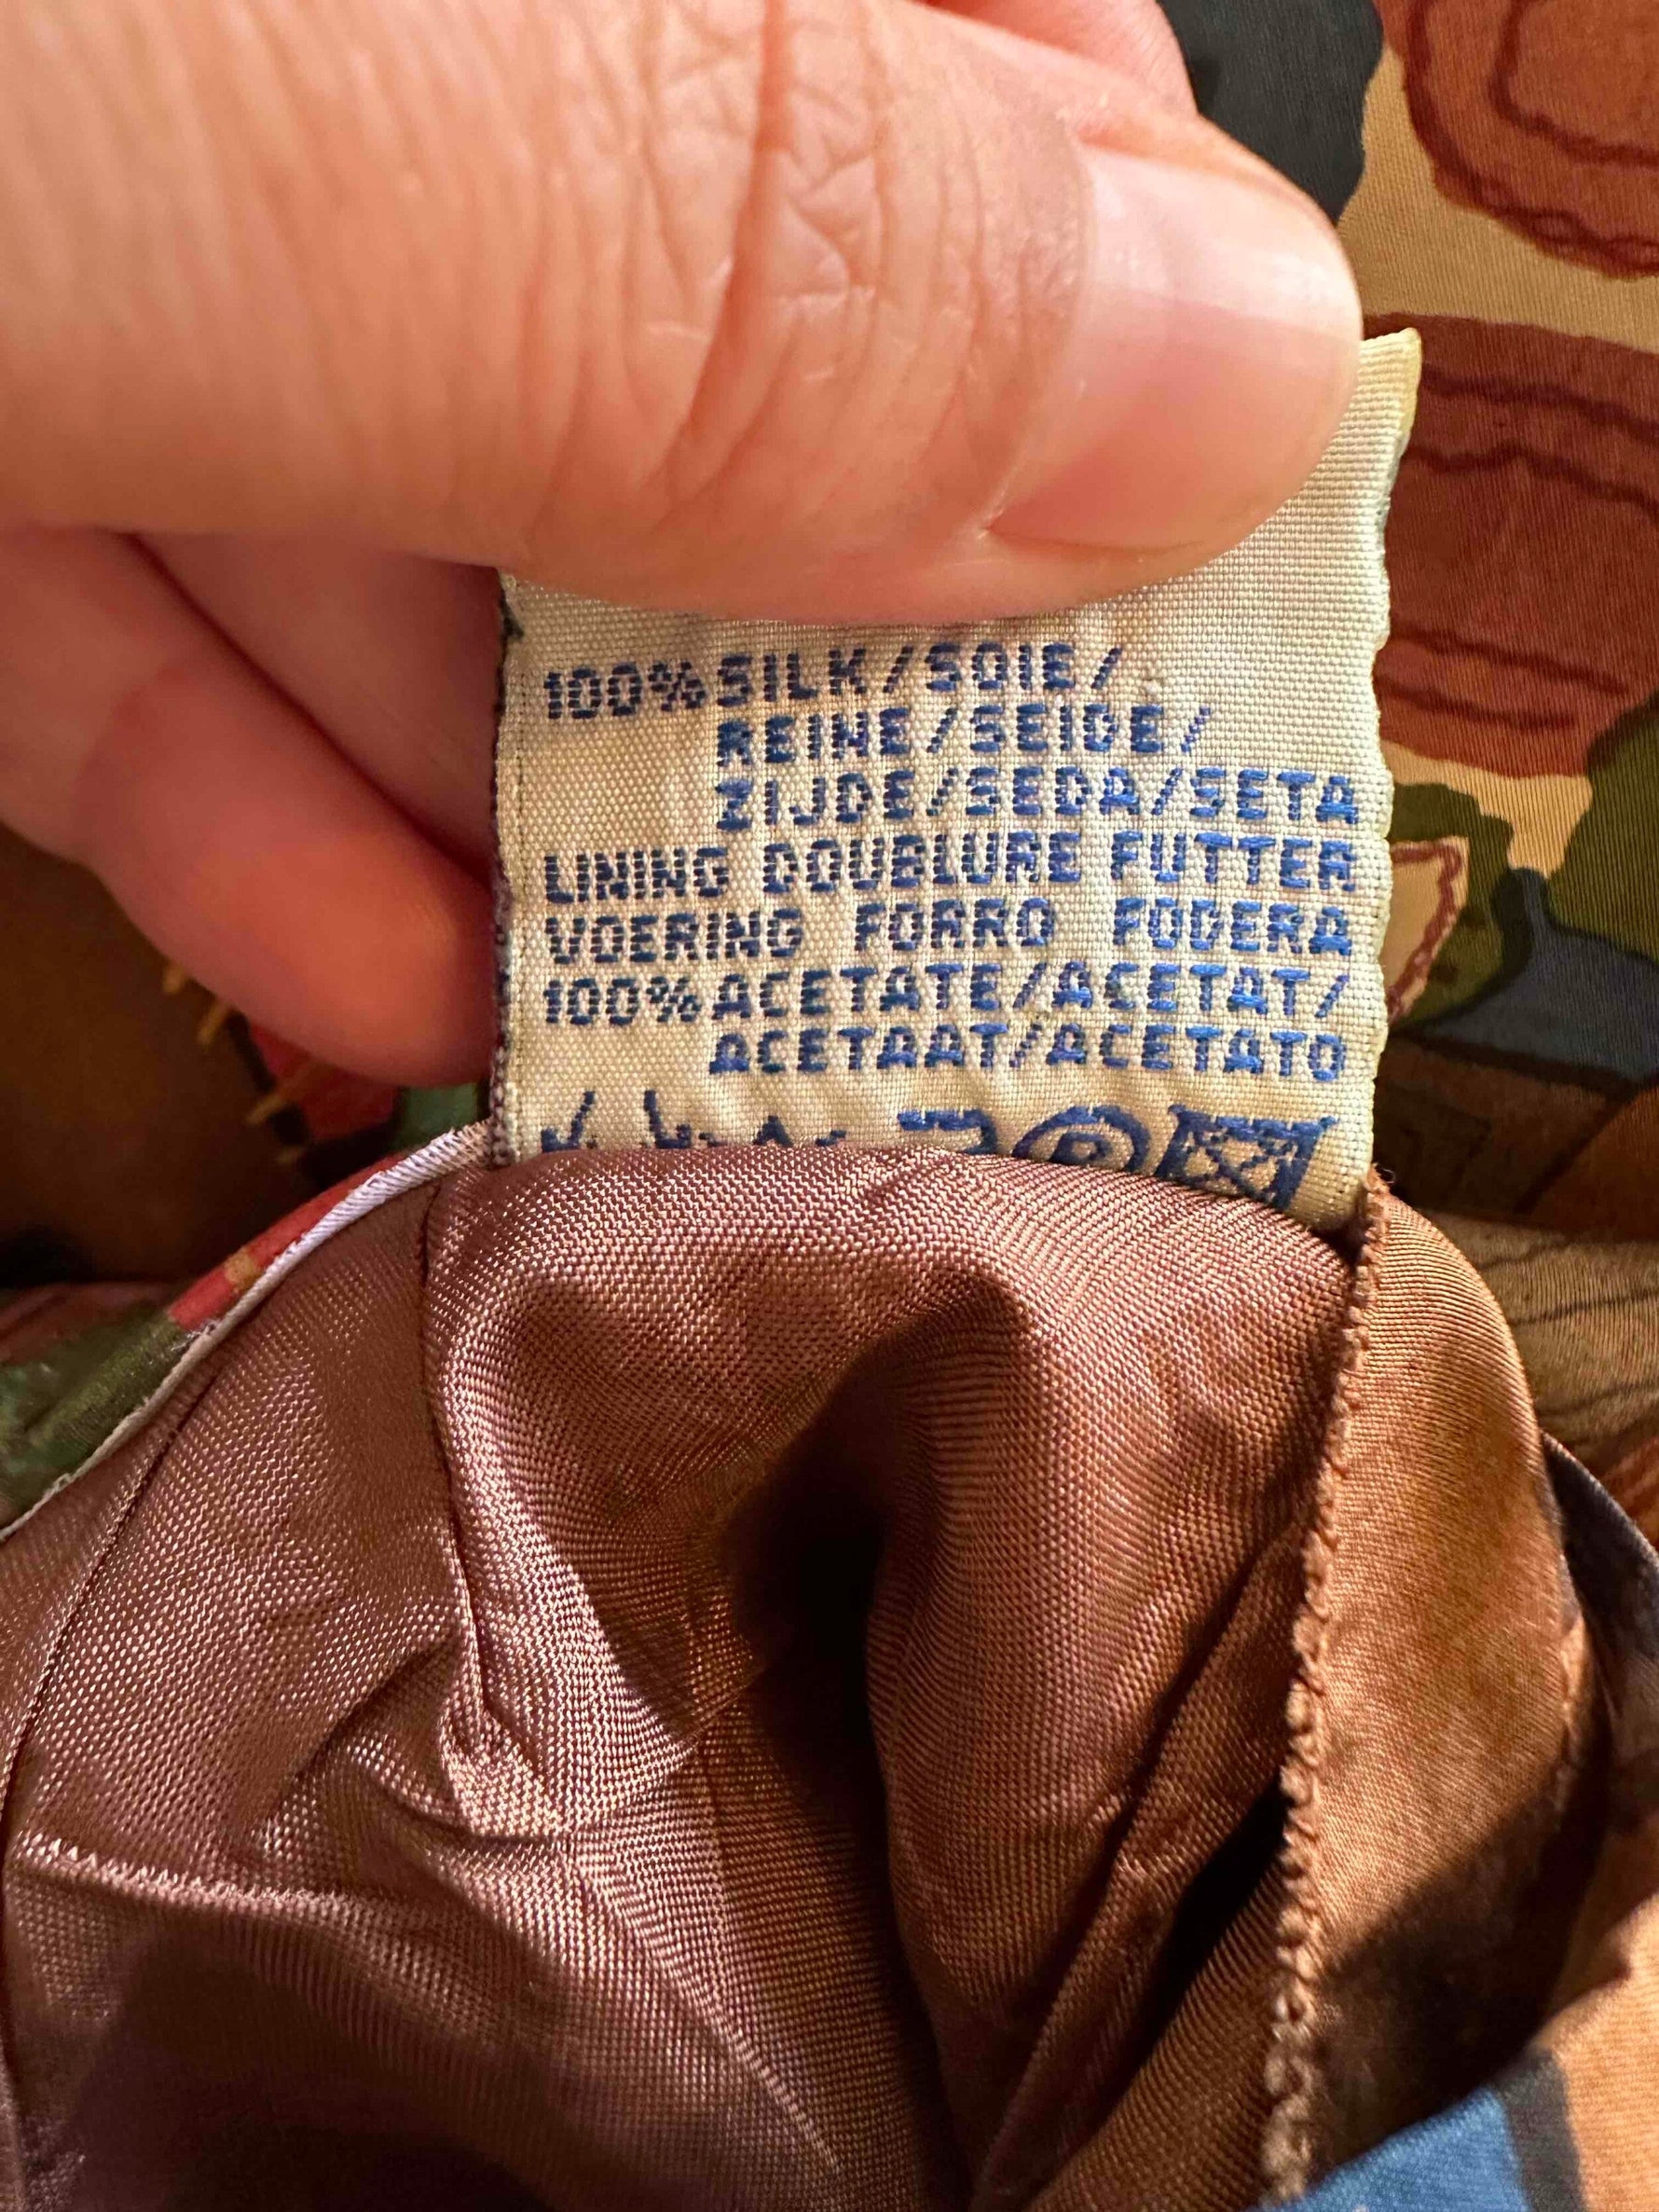 100% SILK/SOIE/
REINE/SEIDE/
ZIJDE/SEDA/SETA
LINING DOUBLURE FUTTER
VOERING FORRO FODERA
100% ACETATE/ACETAT/
ACETAAT/ACETATO
P